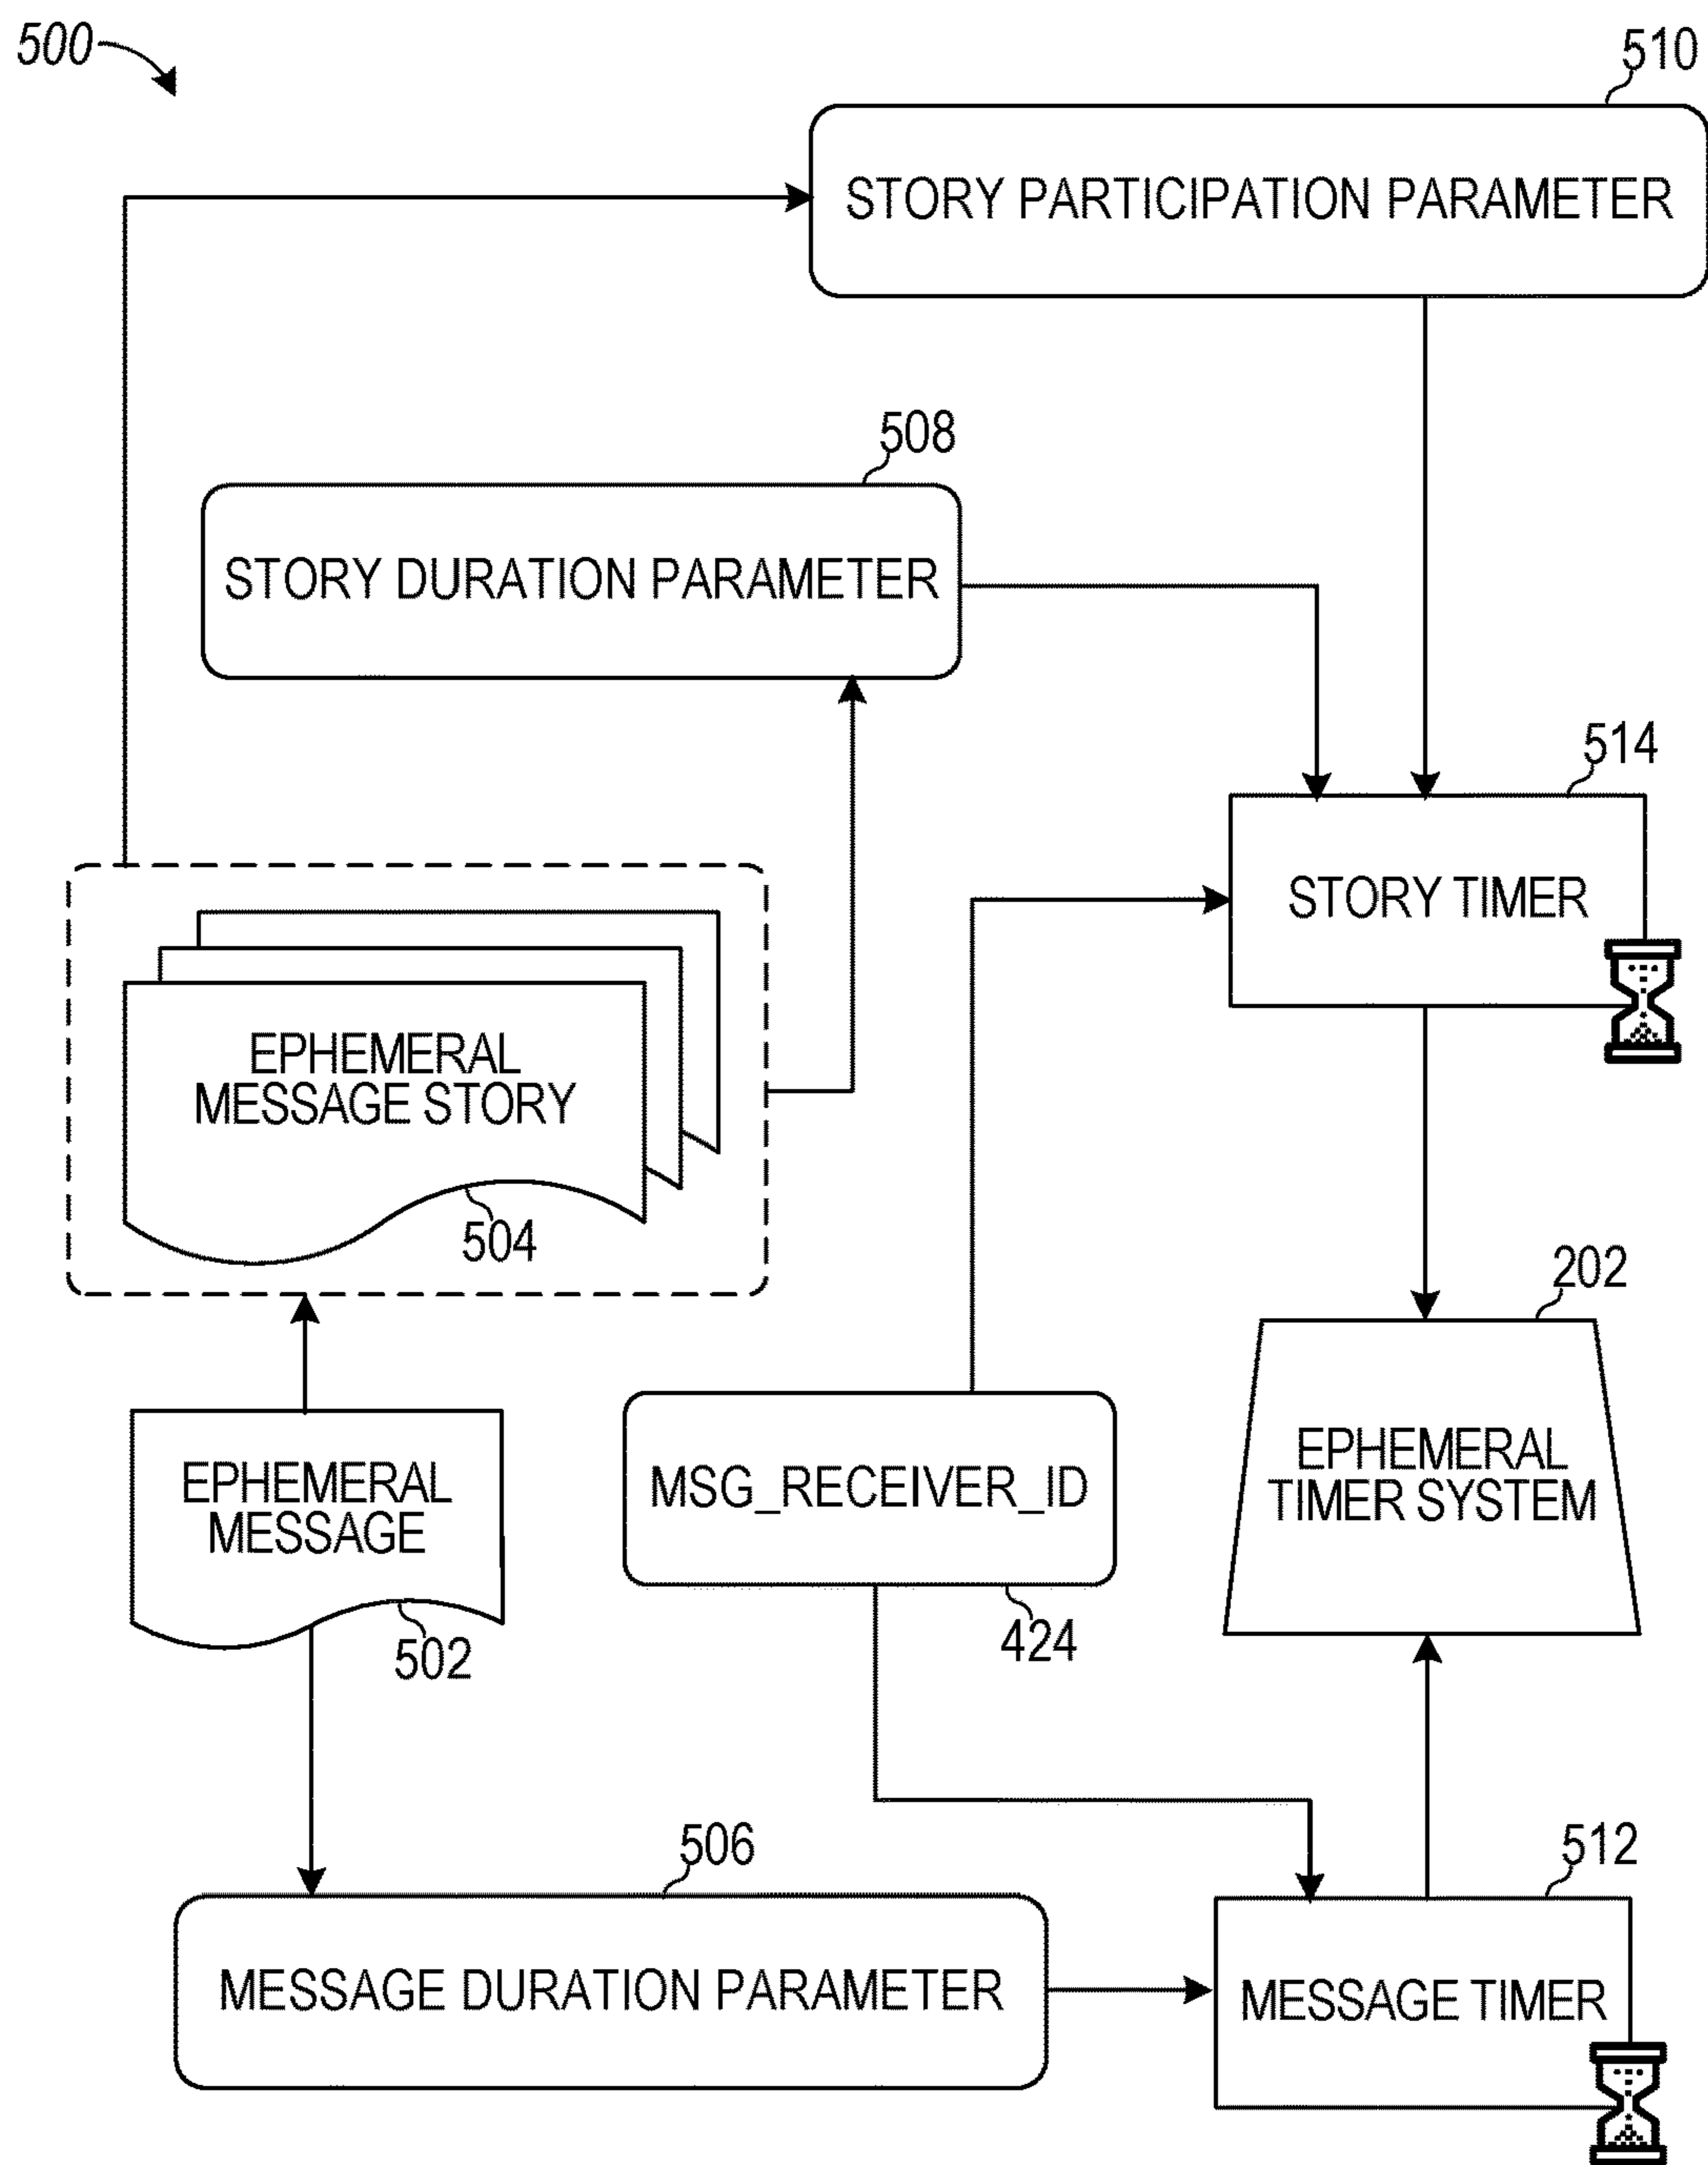 500
510
STORY PARTICIPATION PARAMETER
508
STORY DURATION PARAMETER
514
STORY TIMER
EPHEMERAL
MESSAGE STORY
504
202
EPHEMERAL
TIMER SYSTEM
EPHEMERAL
MESSAGE
502
MSG_RECEIVER_ID
424
506
MESSAGE DURATION PARAMETER
512
MESSAGE TIMER